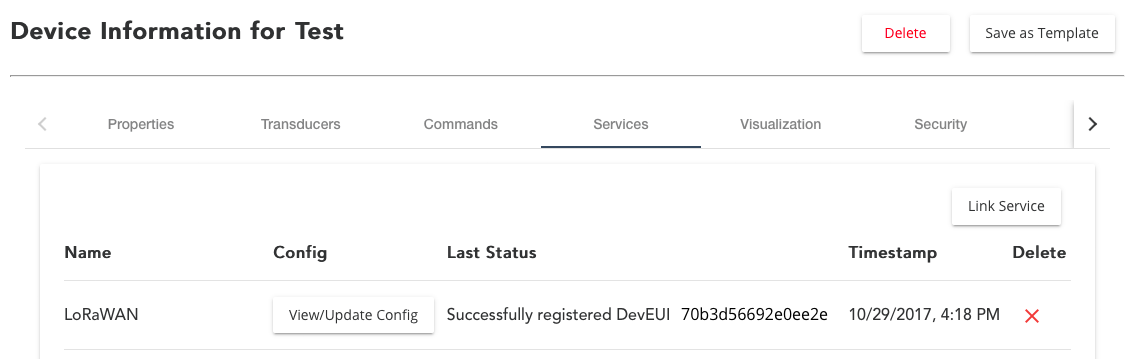 Device Information for Test
Delete
Save as Template
Properties
Transducers
Commands
Services
Visualization
Security
Link Service
Name Config Last Status Timestamp Delete
LoRaWAN View/Update Config Successfully registered DevEUI 70b3d56692e0ee2e 10/29/2017, 4:18 PM